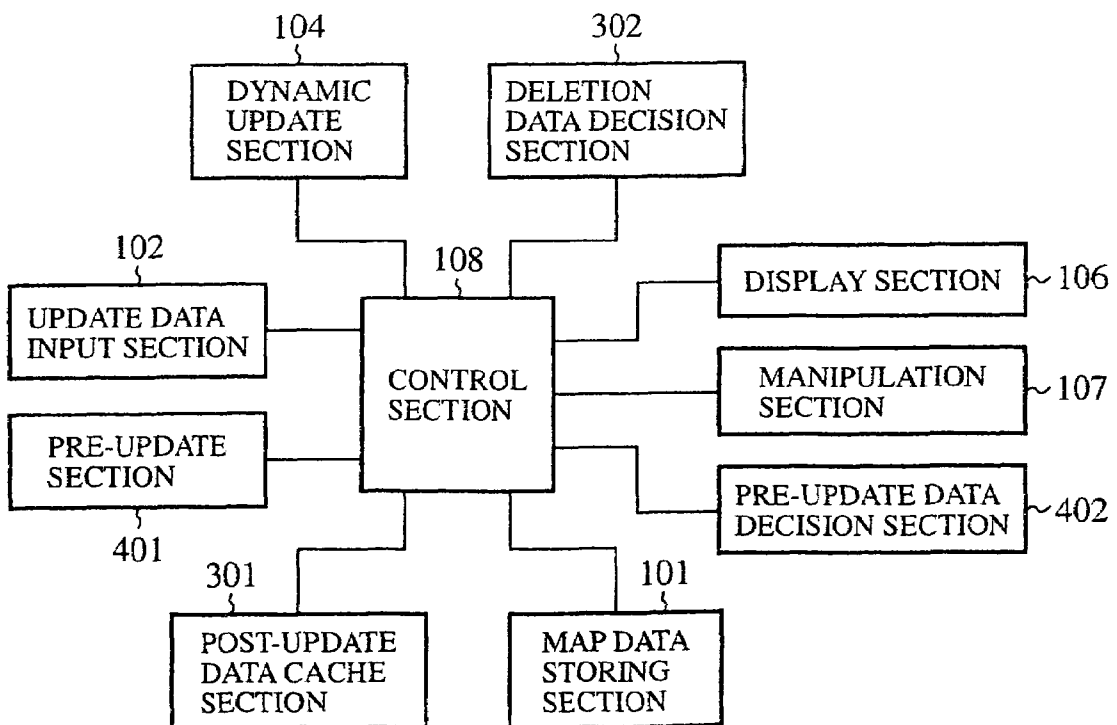 104
DYNAMIC
UPDATE
SECTION
302
DELETION
DATA DECISION
SECTION
102
UPDATE DATA
INPUT SECTION
108
CONTROL
SECTION
DISPLAY SECTION
106
MANIPULATION
SECTION
107
PRE-UPDATE
SECTION
401
PRE-UPDATE DATA
DECISION SECTION
402
301
POST-UPDATE
DATA CACHE
SECTION
101
MAP DATA
STORING
SECTION